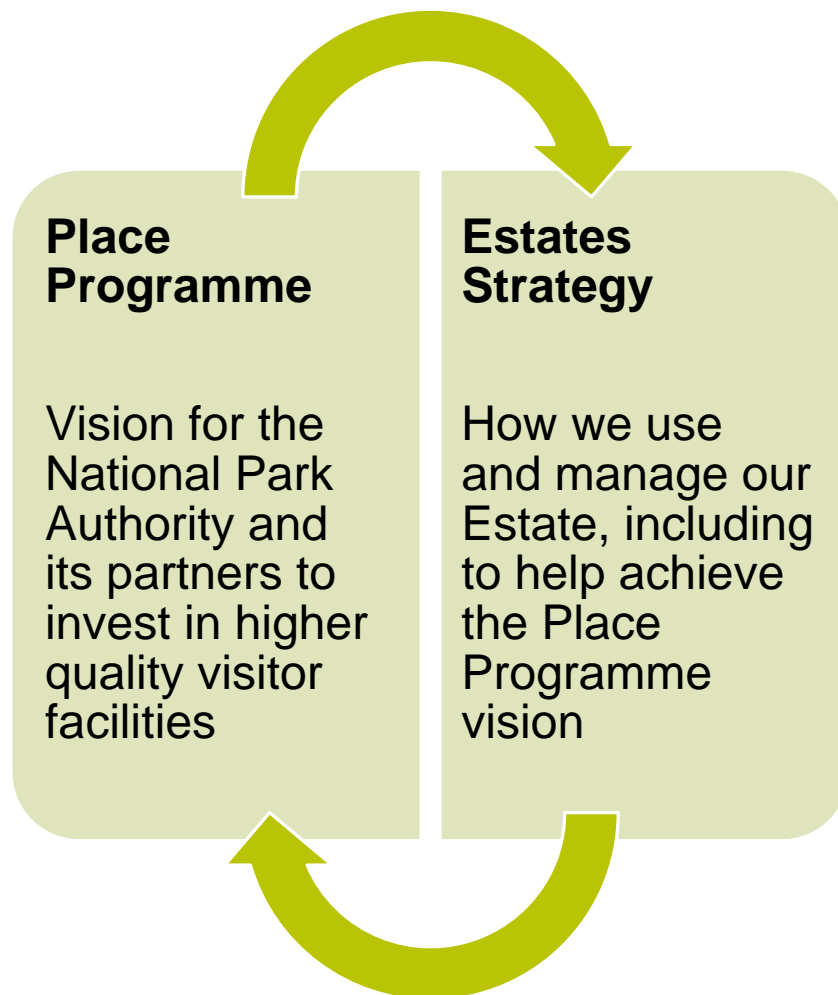 Place
Programme
Vision for the
National Park
Authority and
its partners to
invest in higher
quality visitor
facilities
Estates
Strategy
How we use
and manage our
Estate, including
to help achieve
the Place
Programme
vision